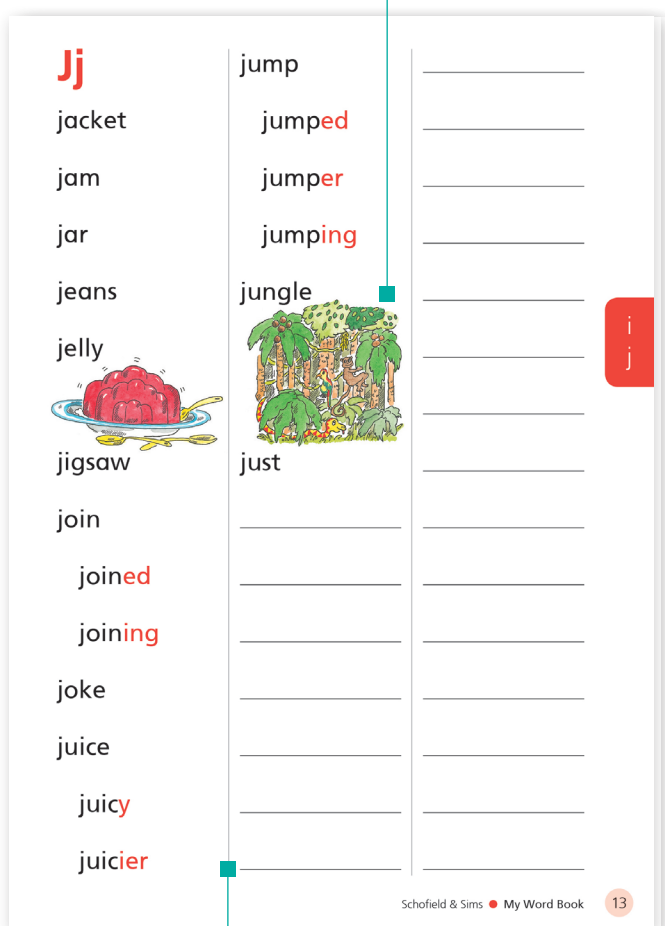 Jj
jacket
jam
jar
jeans
jelly
jigsaw
join
joined
joining
joke
juice
juicy
juicier
jump
jumped
jumper
jumping
jungle
just
i
j
Schofield & Sims ● My Word Book 13